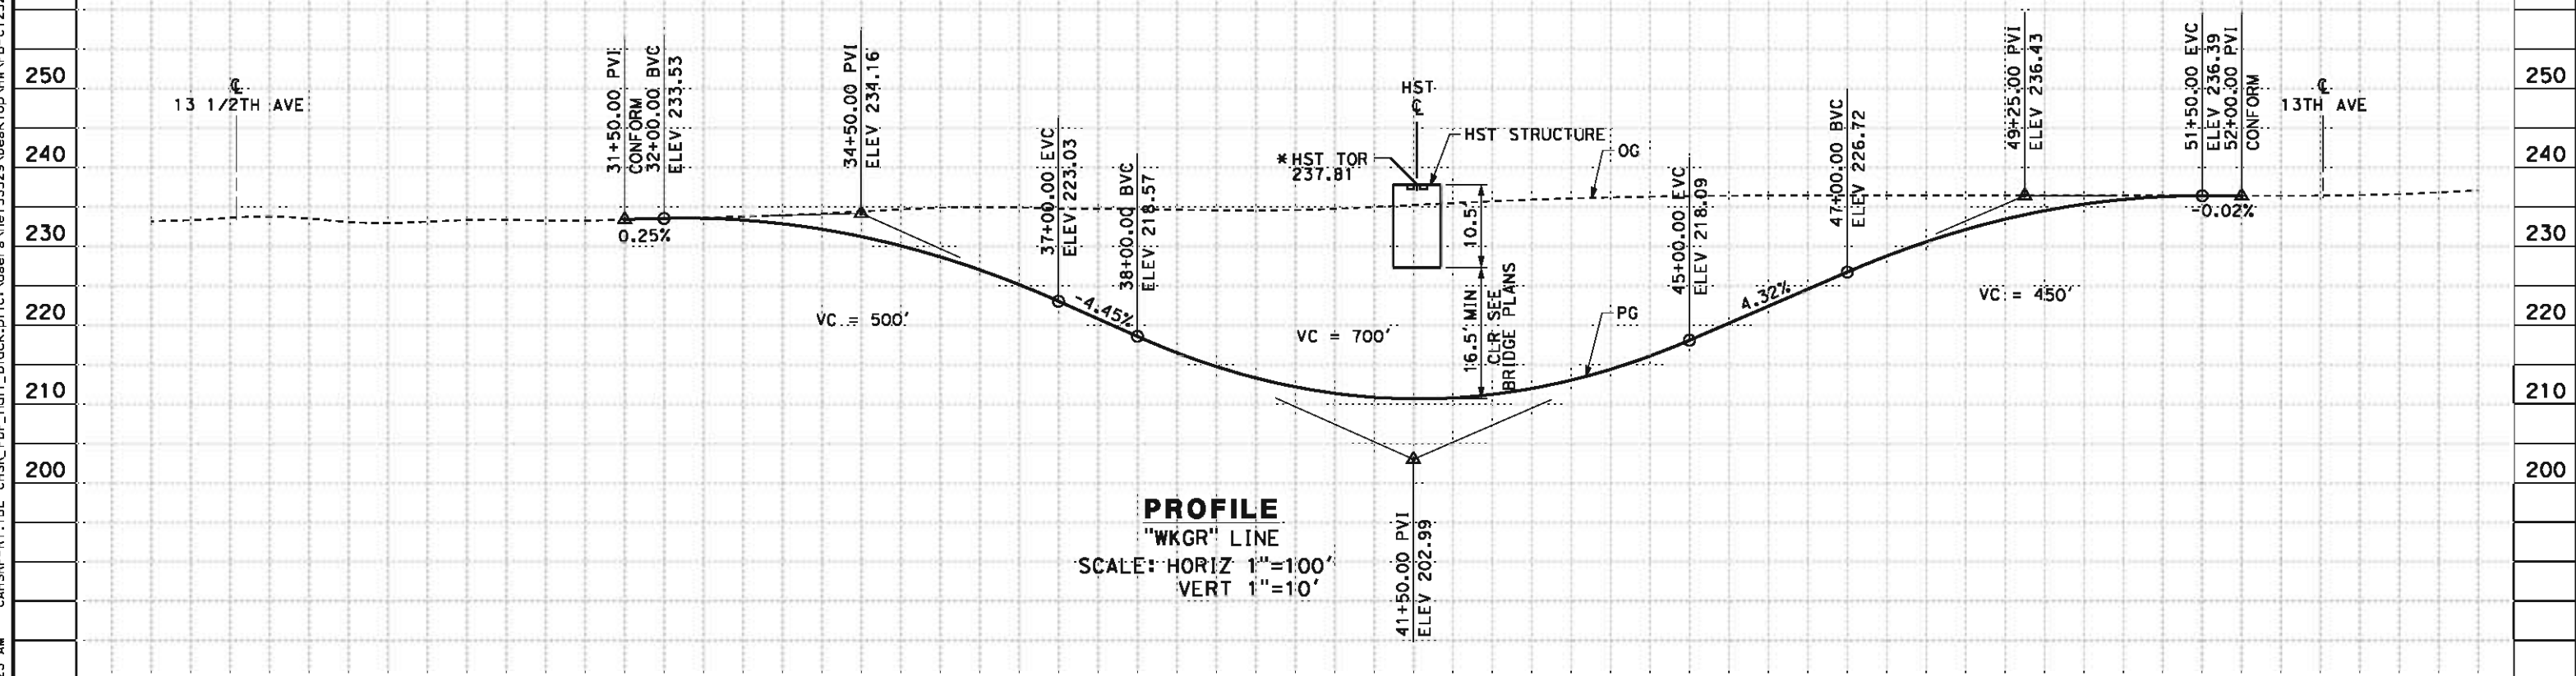 250
240
230
220
210
200
℄
13 1/2TH AVE
31+50.00 PVI
CONFORM
32+00.00 BVC
ELEV 233.53
0.25%
34+50.00 PVI
ELEV 234.16
VC = 500'
37+00.00 EVC
ELEV 223.03
-4.45%
38+00.00 BVC
ELEV 218.57
HST
℄
HST STRUCTURE
*HST TOR
237.81
OG
10.5'
16.5' MIN
CLR SEE
BRIDGE PLANS
VC = 700'
PG
41+50.00 PVI
ELEV 202.99
45+00.00 EVC
ELEV 218.09
4.32%
47+00.00 BVC
ELEV 226.72
VC = 450'
49+25.00 PVI
ELEV 236.43
51+50.00 EVC
ELEV 236.39
52+00.00 PVI
CONFORM
-0.02%
℄
13TH AVE
250
240
230
220
210
200
PROFILE
"WKGR" LINE
SCALE: HORIZ 1"=100'
VERT 1"=10'